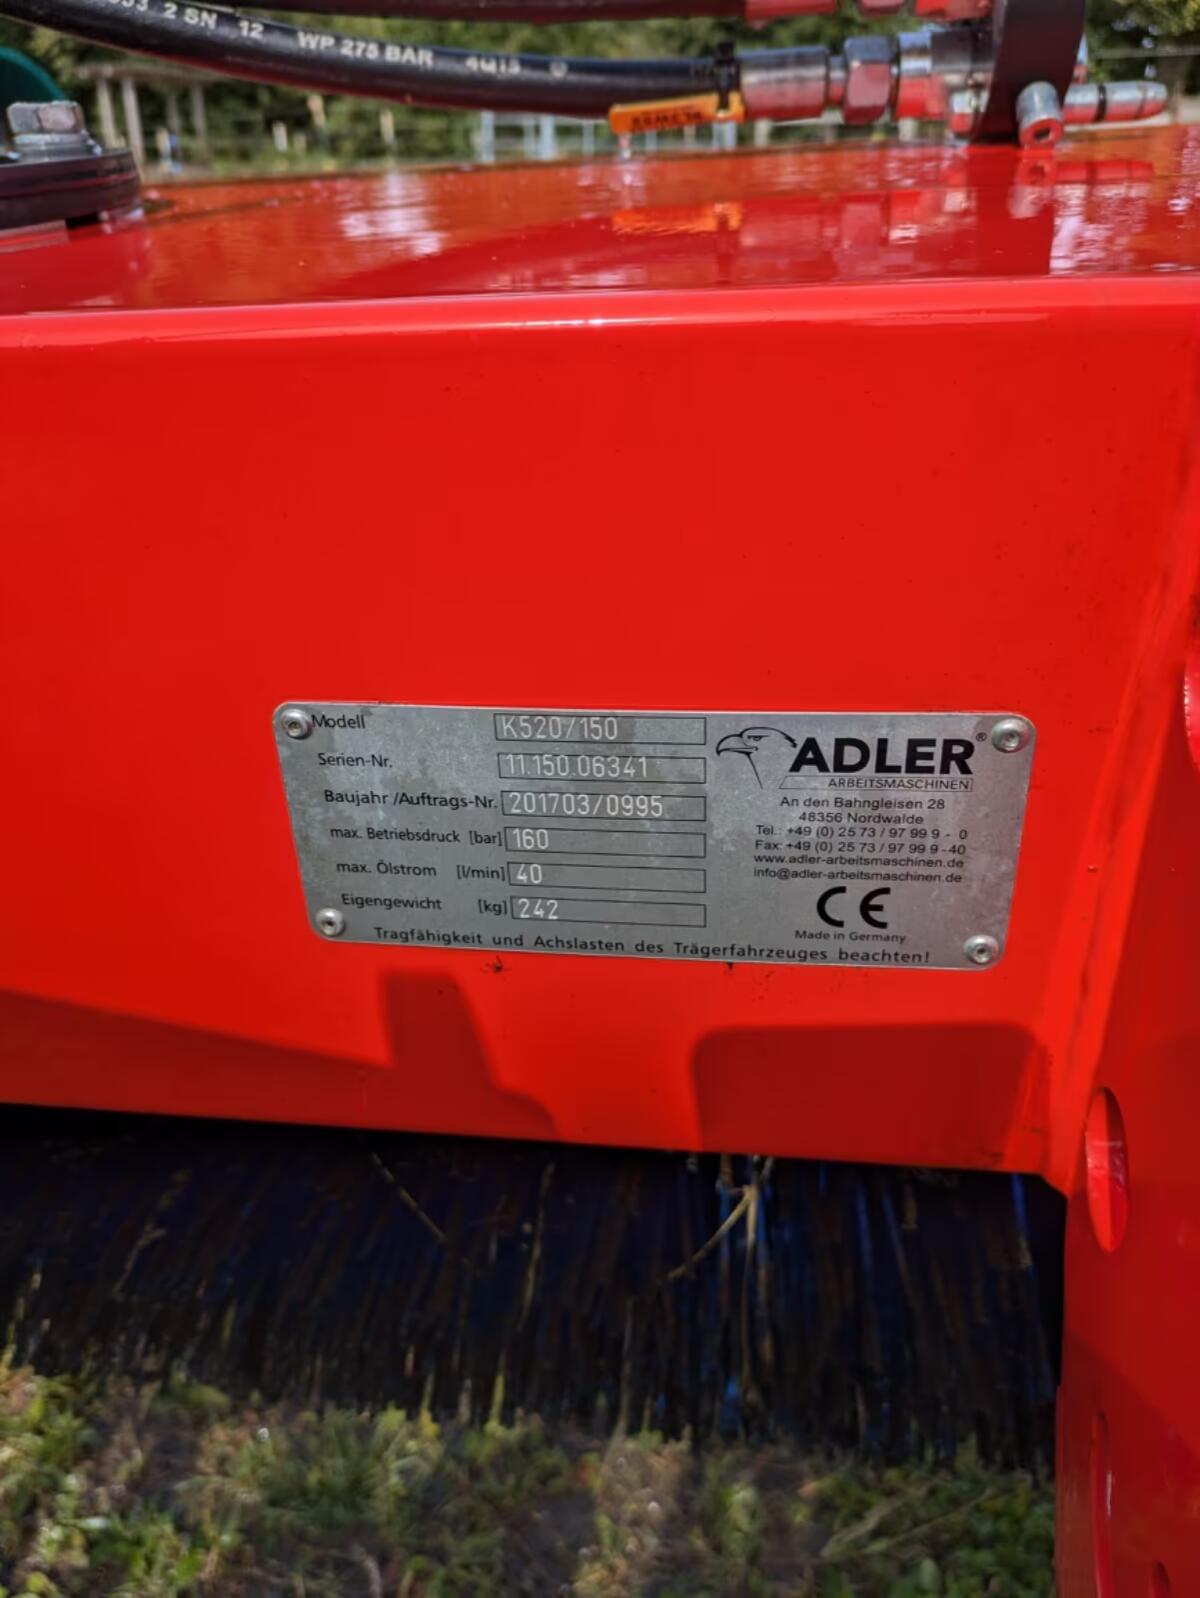 2 SN 12 WP 275 BAR 4Q15
Modell K520/150
Serien-Nr. 11.150.06341
Baujahr /Auftrags-Nr. 201703/0995
max. Betriebsdruck [bar] 160
max. Ölstrom [l/min] 40
Eigengewicht [kg] 242
ADLER®
ARBEITSMASCHINEN
An den Bahngleisen 28
48356 Nordwalde
Tel.: +49 (0) 25 73 / 97 99 9 - 0
Fax: +49 (0) 25 73 / 97 99 9 - 40
www.adler-arbeitsmaschinen.de
info@adler-arbeitsmaschinen.de
CE
Made in Germany
Tragfähigkeit und Achslasten des Trägerfahrzeuges beachten!